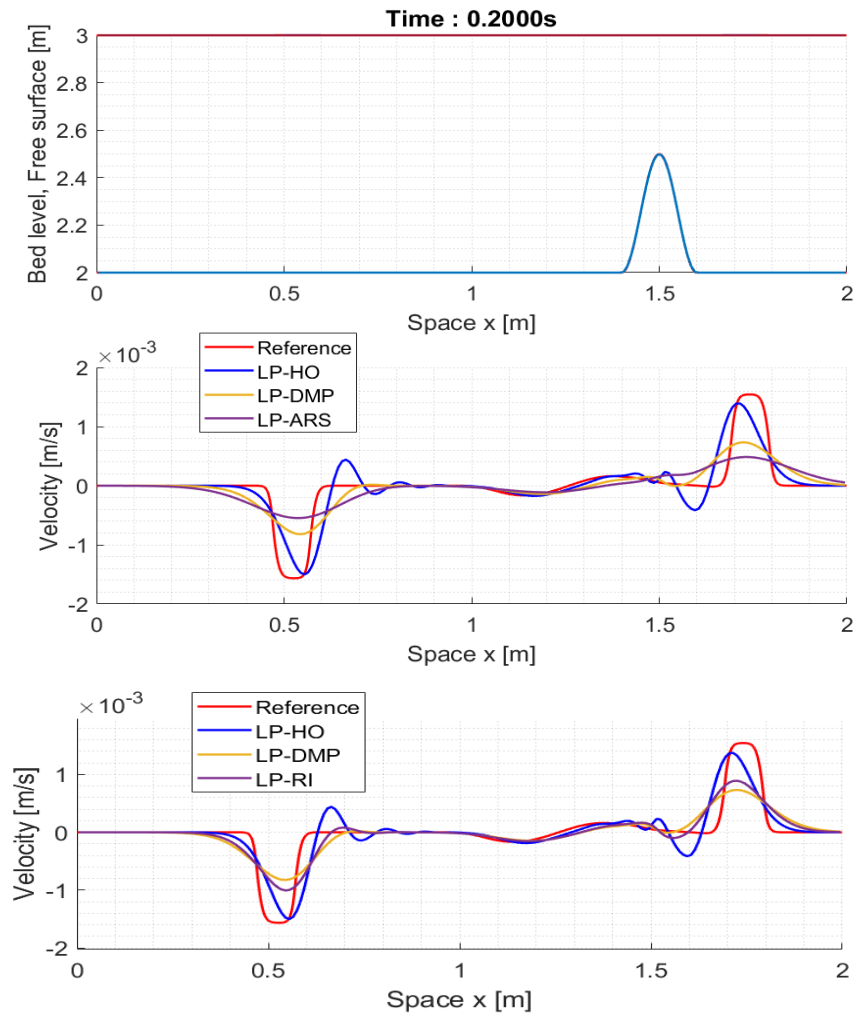 Time : 0.2000s
Bed level, Free surface [m]
3
2.8
2.6
2.4
2.2
2
0
0.5
1
1.5
2
Space x [m]
×10⁻³
Reference
LP-HO
LP-DMP
LP-ARS
Velocity [m/s]
2
1
0
-1
-2
0
0.5
1
1.5
2
Space x [m]
×10⁻³
Reference
LP-HO
LP-DMP
LP-RI
Velocity [m/s]
1
0
-1
-2
0
0.5
1
1.5
2
Space x [m]